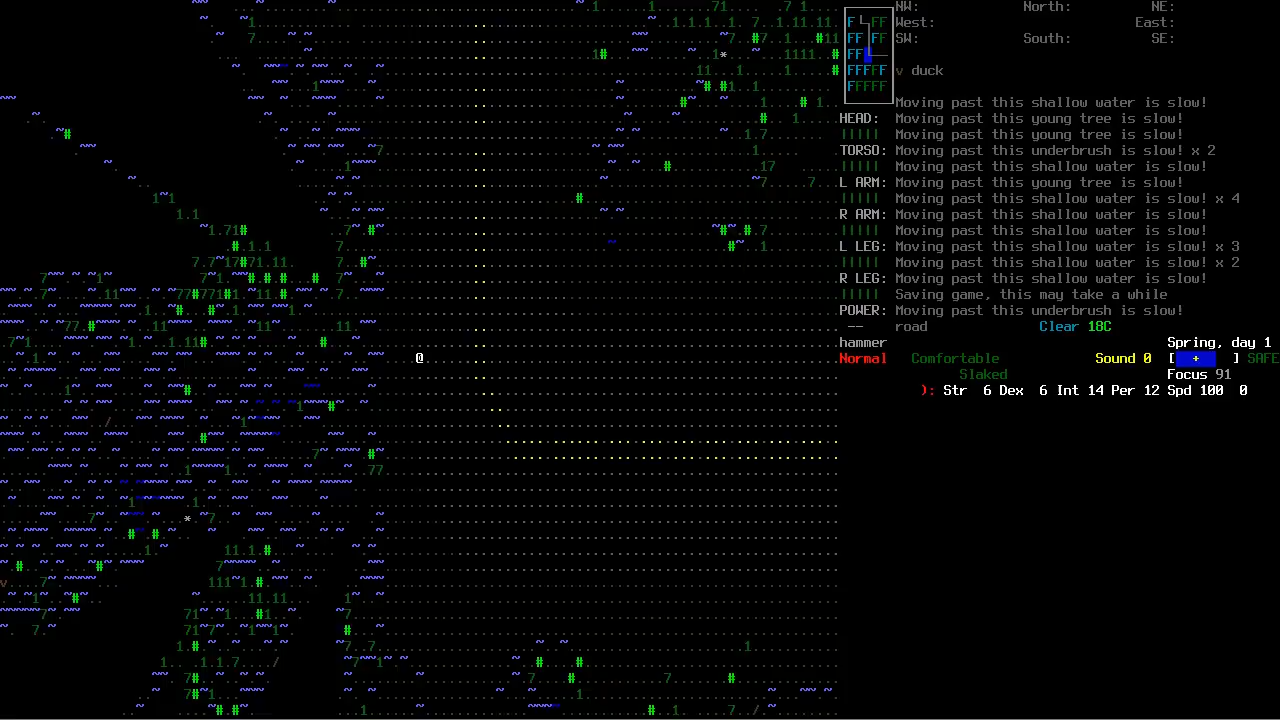 NW: North: NE:
West: East:
SW: South: SE:
v duck
Moving past this shallow water is slow!
HEAD: Moving past this young tree is slow!
Moving past this young tree is slow!
TORSO: Moving past this underbrush is slow! x 2
Moving past this shallow water is slow!
L ARM: Moving past this young tree is slow!
Moving past this shallow water is slow! x 4
R ARM: Moving past this shallow water is slow!
Moving past this shallow water is slow!
L LEG: Moving past this shallow water is slow! x 3
Moving past this shallow water is slow! x 2
R LEG: Moving past this shallow water is slow!
Saving game, this may take a while
POWER: Moving past this underbrush is slow!
-- road Clear 18C
hammer Spring, day 1
Normal Comfortable Sound 0 [ + ] SAFE
Slaked Focus 91
): Str 6 Dex 6 Int 14 Per 12 Spd 100 0